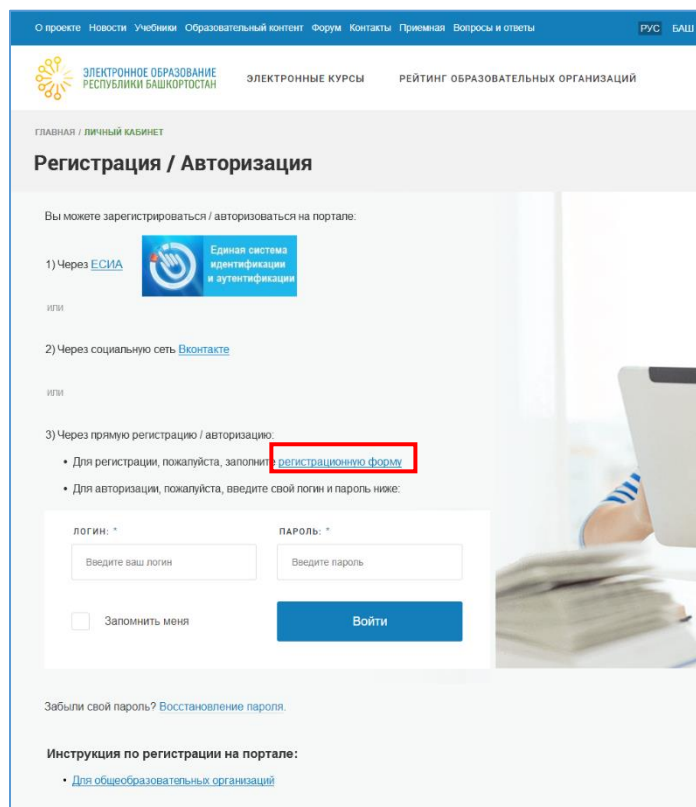 О проекте Новости Учебники Образовательный контент Форум Контакты Приемная Вопросы и ответы РУС БАШ
ЭЛЕКТРОННОЕ ОБРАЗОВАНИЕ
РЕСПУБЛИКИ БАШКОРТОСТАН
ЭЛЕКТРОННЫЕ КУРСЫ РЕЙТИНГ ОБРАЗОВАТЕЛЬНЫХ ОРГАНИЗАЦИЙ
ГЛАВНАЯ / ЛИЧНЫЙ КАБИНЕТ
Регистрация / Авторизация
Вы можете зарегистрироваться / авторизоваться на портале:
1) Через ЕСИА
Единая система
идентификации
и аутентификации
или
2) Через социальную сеть Вконтакте
или
3) Через прямую регистрацию / авторизацию:
• Для регистрации, пожалуйста, заполните регистрационную форму
• Для авторизации, пожалуйста, введите свой логин и пароль ниже:
ЛОГИН: * ПАРОЛЬ: *
Введите ваш логин Введите пароль
Запомнить меня Войти
Забыли свой пароль? Восстановление пароля.
Инструкция по регистрации на портале:
• Для общеобразовательных организаций